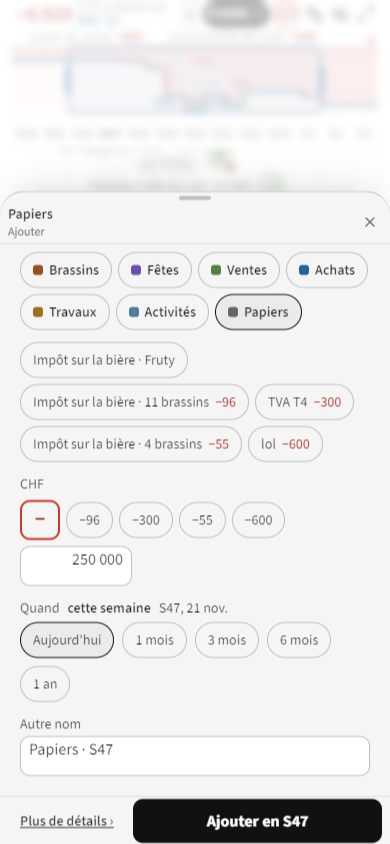 Papiers
Ajouter
×
Brassins Fêtes Ventes Achats
Travaux Activités Papiers
Impôt sur la bière · Fruty
Impôt sur la bière · 11 brassins −96 TVA T4 −300
Impôt sur la bière · 4 brassins −55 lol −600
CHF
− −96 −300 −55 −600
250 000
Quand cette semaine S47, 21 nov.
Aujourd'hui 1 mois 3 mois 6 mois
1 an
Autre nom
Papiers · S47
Plus de détails › Ajouter en S47